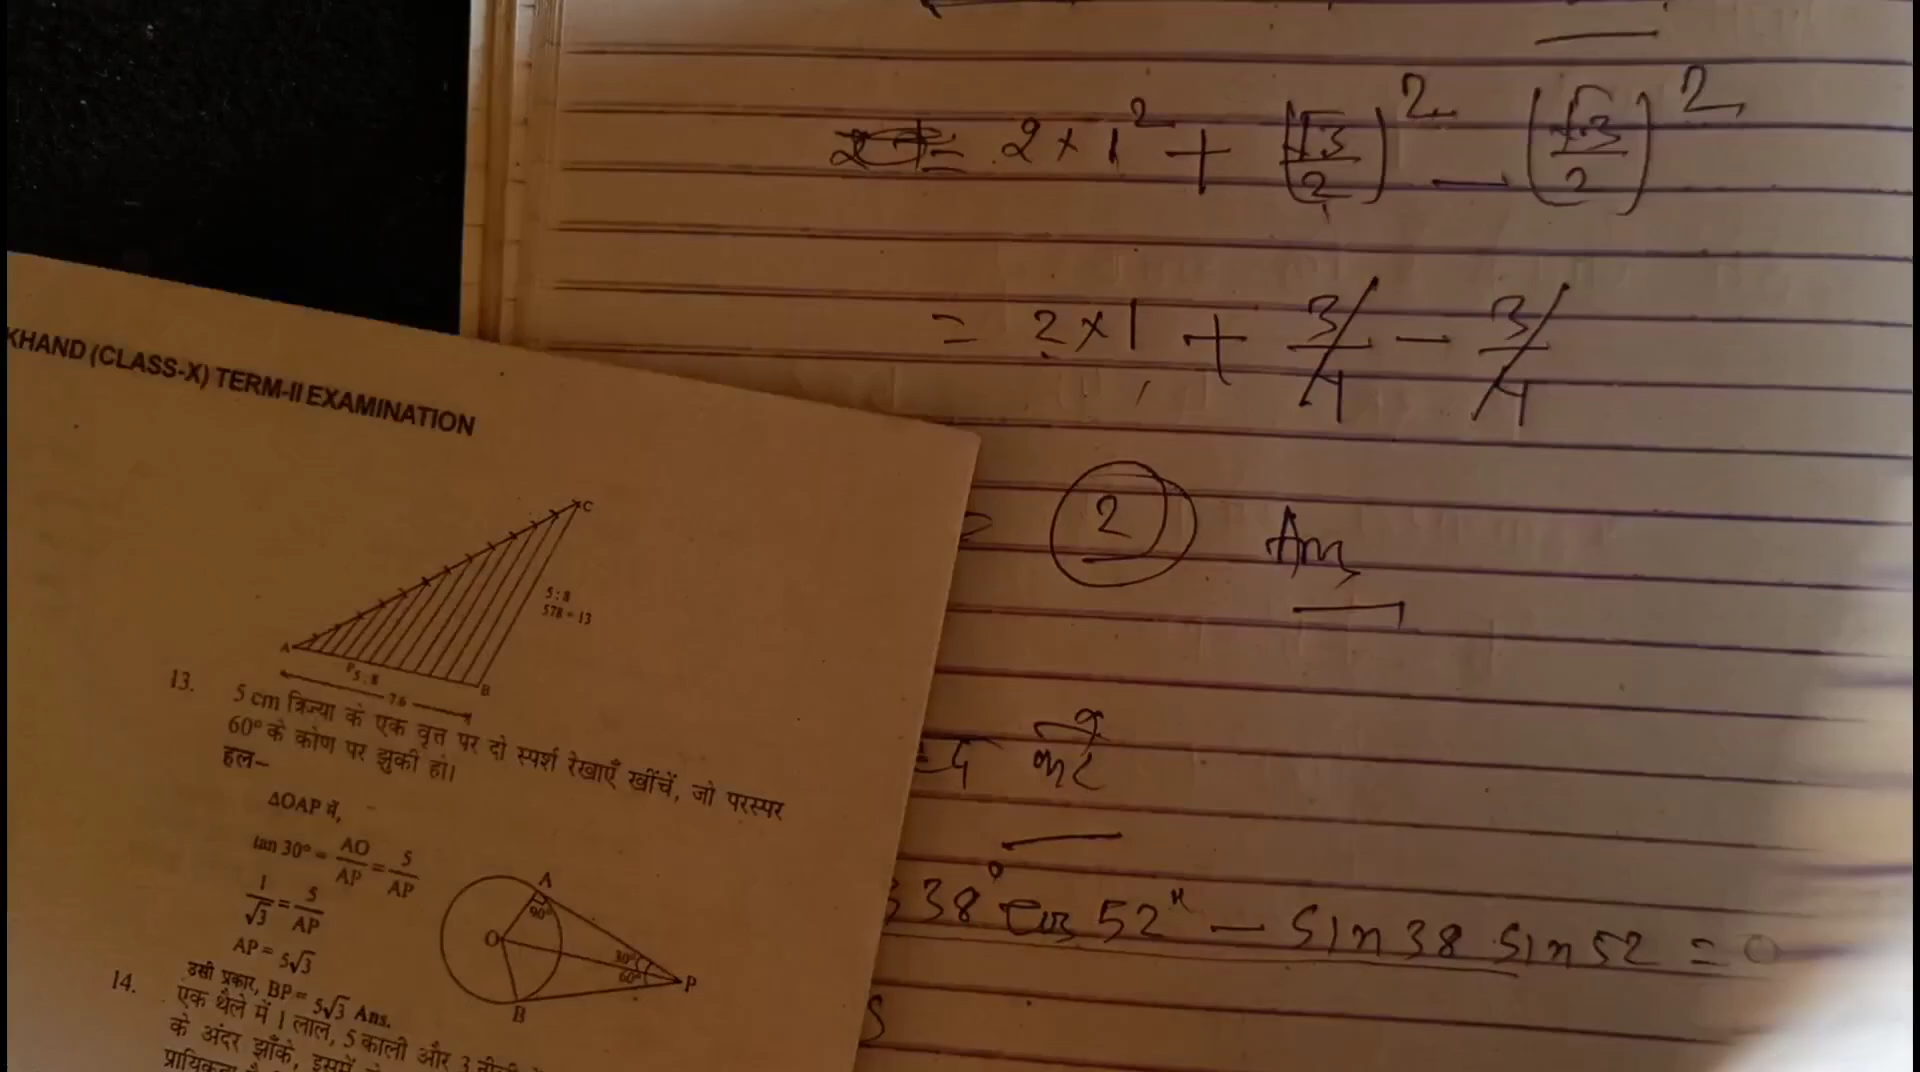 = 2 × 1² + (√3/2)² − (√3/2)²
= 2 × 1 + 3/4 − 3/4
= 2 Ans
38° cos 52° − sin 38 sin 52 = 0
KHAND (CLASS-X) TERM-II EXAMINATION
C
5 : 8
578 = 13
A
P
5 : 8
B
7.6
13. 5 cm त्रिज्या के एक वृत्त पर दो स्पर्श रेखाएँ खींचें, जो परस्पर
60° के कोण पर झुकी हों।
हल–
ΔOAP में,
tan 30° = AO/AP = 5/AP
1/√3 = 5/AP
AP = 5√3
उसी प्रकार, BP = 5√3 Ans.
A
90°
O
30°
60°
P
B
14. एक थैले में 1 लाल, 5 काली और 3
के अंदर झाँके, इसमें